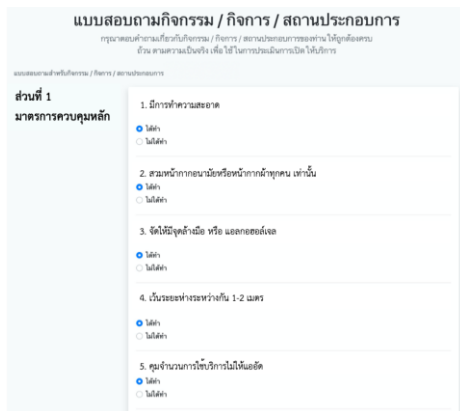 แบบสอบถามกิจกรรม / กิจการ / สถานประกอบการ
กรุณาตอบคำถามเกี่ยวกับกิจกรรม / กิจการ / สถานประกอบการของท่าน ให้ถูกต้องครบ
ถ้วน ตามความเป็นจริง เพื่อ ใช้ ในการประเมินการเปิด ให้บริการ
แบบสอบถามสำหรับกิจกรรม / กิจการ / สถานประกอบการ
ส่วนที่ 1
มาตรการควบคุมหลัก
1. มีการทำความสะอาด
ได้ทำ
ไม่ได้ทำ
2. สวมหน้ากากอนามัยหรือหน้ากากผ้าทุกคน เท่านั้น
ได้ทำ
ไม่ได้ทำ
3. จัดให้มีจุดล้างมือ หรือ แอลกอฮอล์เจล
ได้ทำ
ไม่ได้ทำ
4. เว้นระยะห่างระหว่างกัน 1-2 เมตร
ได้ทำ
ไม่ได้ทำ
5. คุมจำนวนการใช้บริการไม่ให้แออัด
ได้ทำ
ไม่ได้ทำ